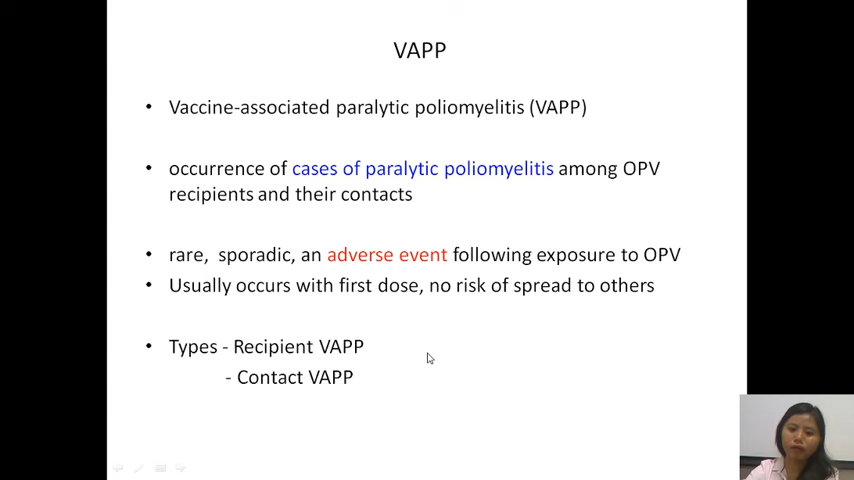 VAPP
• Vaccine-associated paralytic poliomyelitis (VAPP)
• occurrence of cases of paralytic poliomyelitis among OPV
recipients and their contacts
• rare, sporadic, an adverse event following exposure to OPV
• Usually occurs with first dose, no risk of spread to others
• Types - Recipient VAPP
- Contact VAPP